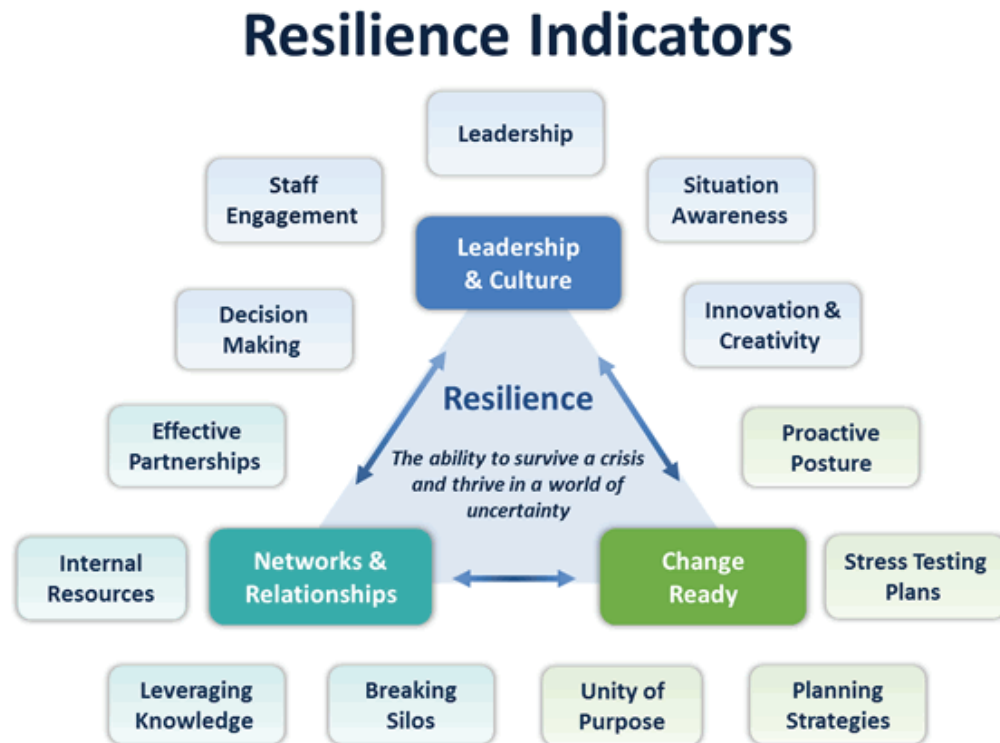 Resilience Indicators
Leadership
Staff
Engagement
Situation
Awareness
Leadership
& Culture
Decision
Making
Innovation &
Creativity
Resilience
The ability to survive a crisis
and thrive in a world of
uncertainty
Effective
Partnerships
Proactive
Posture
Internal
Resources
Networks &
Relationships
Change
Ready
Stress Testing
Plans
Leveraging
Knowledge
Breaking
Silos
Unity of
Purpose
Planning
Strategies